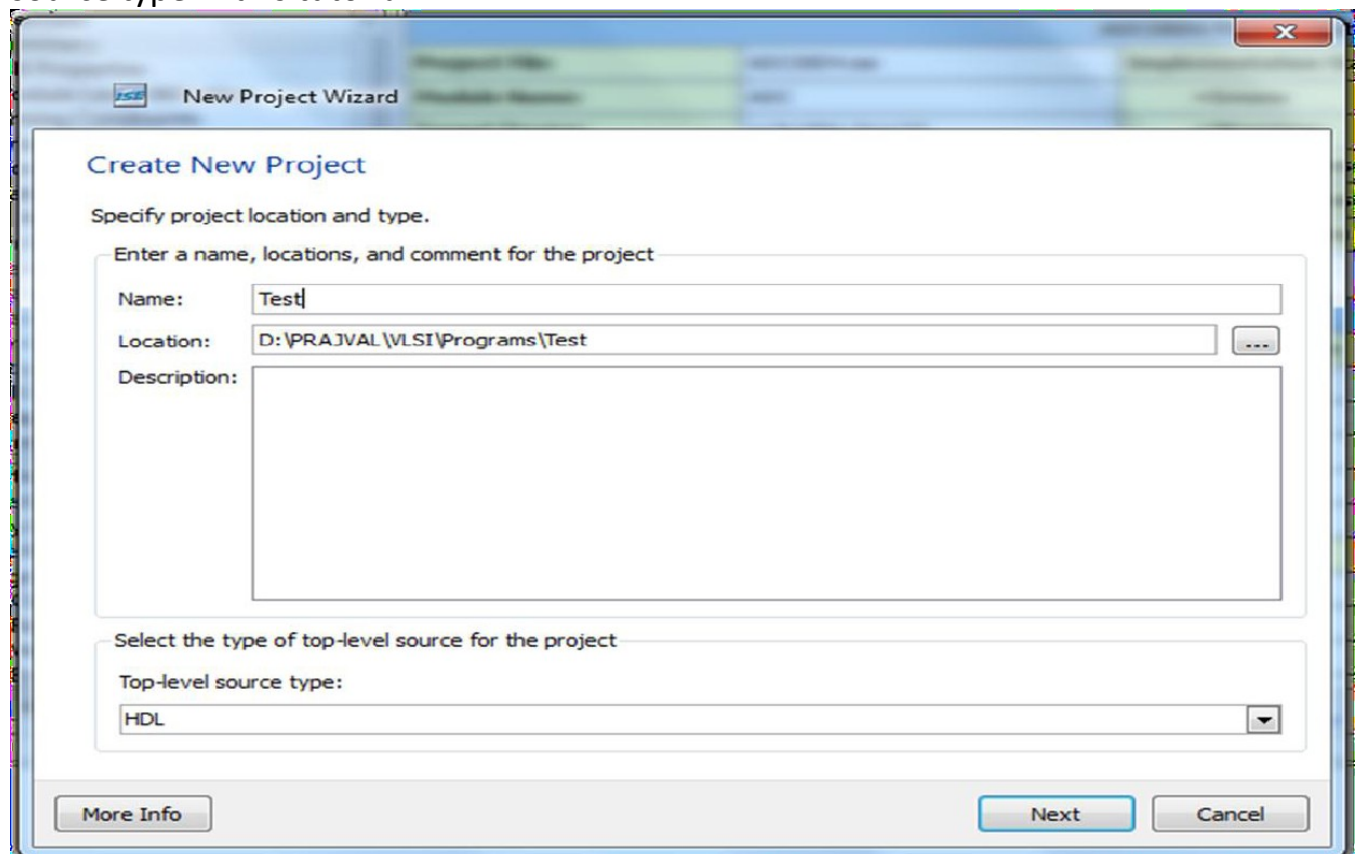 ISE New Project Wizard
Create New Project
Specify project location and type.
Enter a name, locations, and comment for the project
Name: Test
Location: D:\PRAJVAL\VLSI\Programs\Test
...
Description:
Select the type of top-level source for the project
Top-level source type:
HDL
More Info Next Cancel